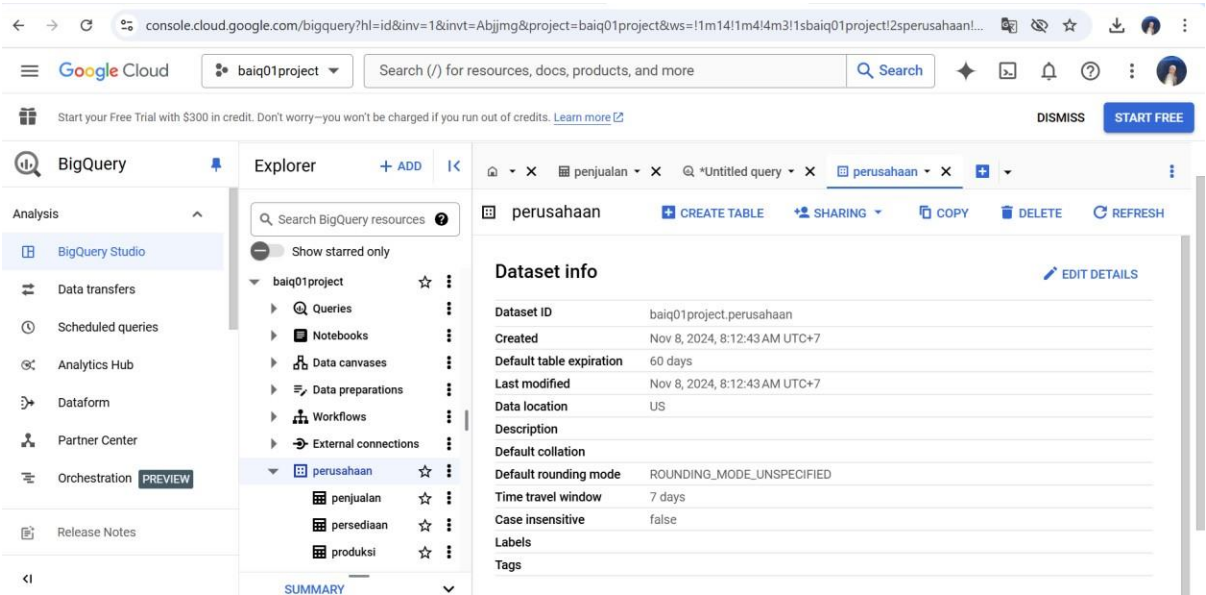 console.cloud.google.com/bigquery?hl=id&inv=1&invt=Abjjmg&project=baiq01project&ws=!1m14!1m4!4m3!1sbaiq01project!2sperusahaan!...
Google Cloud
baiq01project
Search (/) for resources, docs, products, and more
Search
Start your Free Trial with $300 in credit. Don't worry—you won't be charged if you run out of credits. Learn more
DISMISS
START FREE
BigQuery
Analysis
BigQuery Studio
Data transfers
Scheduled queries
Analytics Hub
Dataform
Partner Center
Orchestration PREVIEW
Release Notes
Explorer
+ ADD
Search BigQuery resources
Show starred only
baiq01project
Queries
Notebooks
Data canvases
Data preparations
Workflows
External connections
perusahaan
penjualan
persediaan
produksi
SUMMARY
penjualan
*Untitled query
perusahaan
perusahaan
CREATE TABLE
SHARING
COPY
DELETE
REFRESH
Dataset info
EDIT DETAILS
Dataset ID baiq01project.perusahaan
Created Nov 8, 2024, 8:12:43 AM UTC+7
Default table expiration 60 days
Last modified Nov 8, 2024, 8:12:43 AM UTC+7
Data location US
Description
Default collation
Default rounding mode ROUNDING_MODE_UNSPECIFIED
Time travel window 7 days
Case insensitive false
Labels
Tags